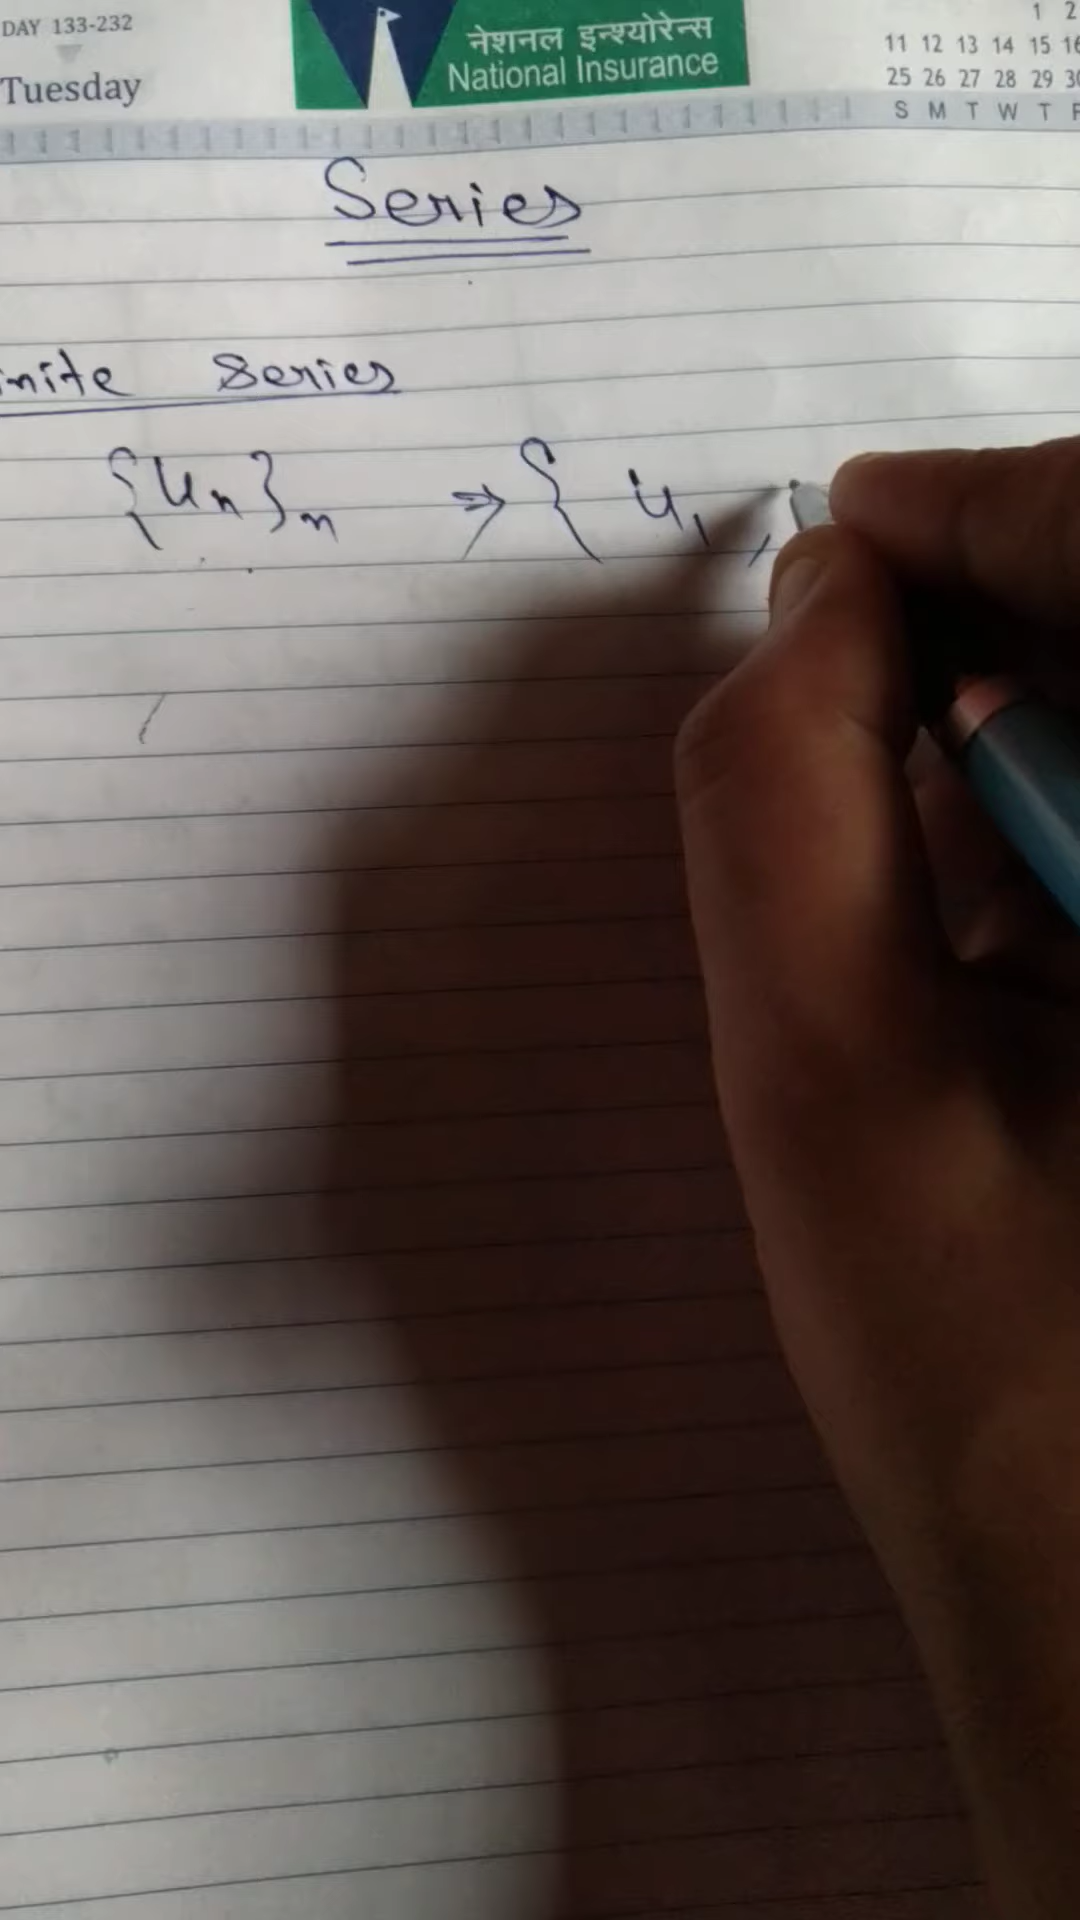 DAY 133-232
Tuesday
नेशनल इन्श्योरेन्स
National Insurance
1 2
11 12 13 14 15 16
25 26 27 28 29 30
S M T W T F
Series
inite Series
{un}n ⇒ { u1 ,